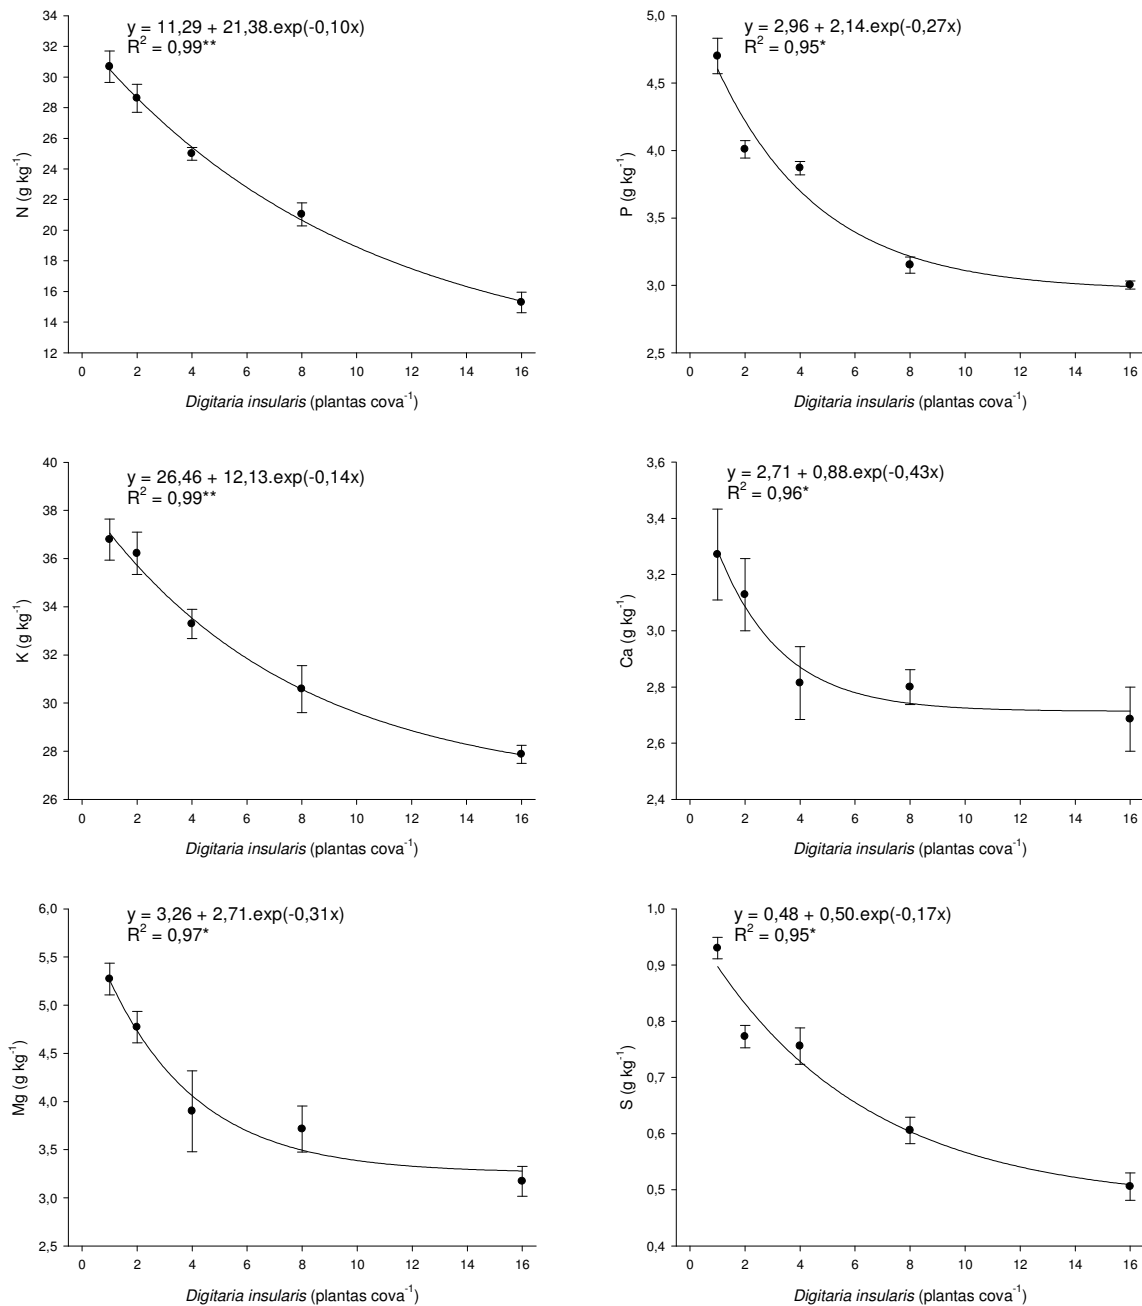 y = 11,29 + 21,38.exp(-0,10x)
R² = 0,99**
34
32
30
28
26
24
22
20
18
16
14
12
N (g kg⁻¹)
0 2 4 6 8 10 12 14 16
Digitaria insularis (plantas cova⁻¹)
y = 2,96 + 2,14.exp(-0,27x)
R² = 0,95*
5,0
4,5
4,0
3,5
3,0
2,5
P (g kg⁻¹)
0 2 4 6 8 10 12 14 16
Digitaria insularis (plantas cova⁻¹)
y = 26,46 + 12,13.exp(-0,14x)
R² = 0,99**
40
38
36
34
32
30
28
26
K (g kg⁻¹)
0 2 4 6 8 10 12 14 16
Digitaria insularis (plantas cova⁻¹)
y = 2,71 + 0,88.exp(-0,43x)
R² = 0,96*
3,6
3,4
3,2
3,0
2,8
2,6
2,4
Ca (g kg⁻¹)
0 2 4 6 8 10 12 14 16
Digitaria insularis (plantas cova⁻¹)
y = 3,26 + 2,71.exp(-0,31x)
R² = 0,97*
6,0
5,5
5,0
4,5
4,0
3,5
3,0
2,5
Mg (g kg⁻¹)
0 2 4 6 8 10 12 14 16
Digitaria insularis (plantas cova⁻¹)
y = 0,48 + 0,50.exp(-0,17x)
R² = 0,95*
1,0
0,9
0,8
0,7
0,6
0,5
0,4
S (g kg⁻¹)
0 2 4 6 8 10 12 14 16
Digitaria insularis (plantas cova⁻¹)